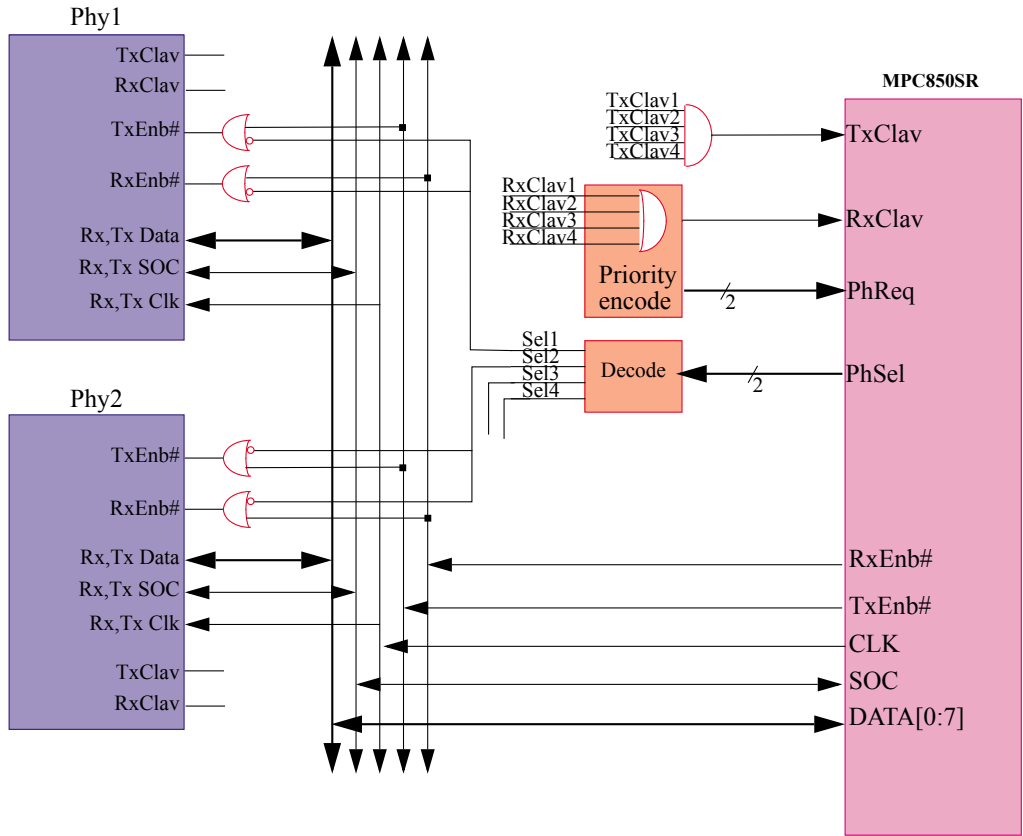 Phy1
TxClav
RxClav
TxEnb#
RxEnb#
Rx,Tx Data
Rx,Tx SOC
Rx,Tx Clk
Phy2
TxEnb#
RxEnb#
Rx,Tx Data
Rx,Tx SOC
Rx,Tx Clk
TxClav
RxClav
TxClav1
TxClav2
TxClav3
TxClav4
RxClav1
RxClav2
RxClav3
RxClav4
Priority
encode
2
Sel1
Sel2
Sel3
Sel4
Decode
2
MPC850SR
TxClav
RxClav
PhReq
PhSel
RxEnb#
TxEnb#
CLK
SOC
DATA[0:7]